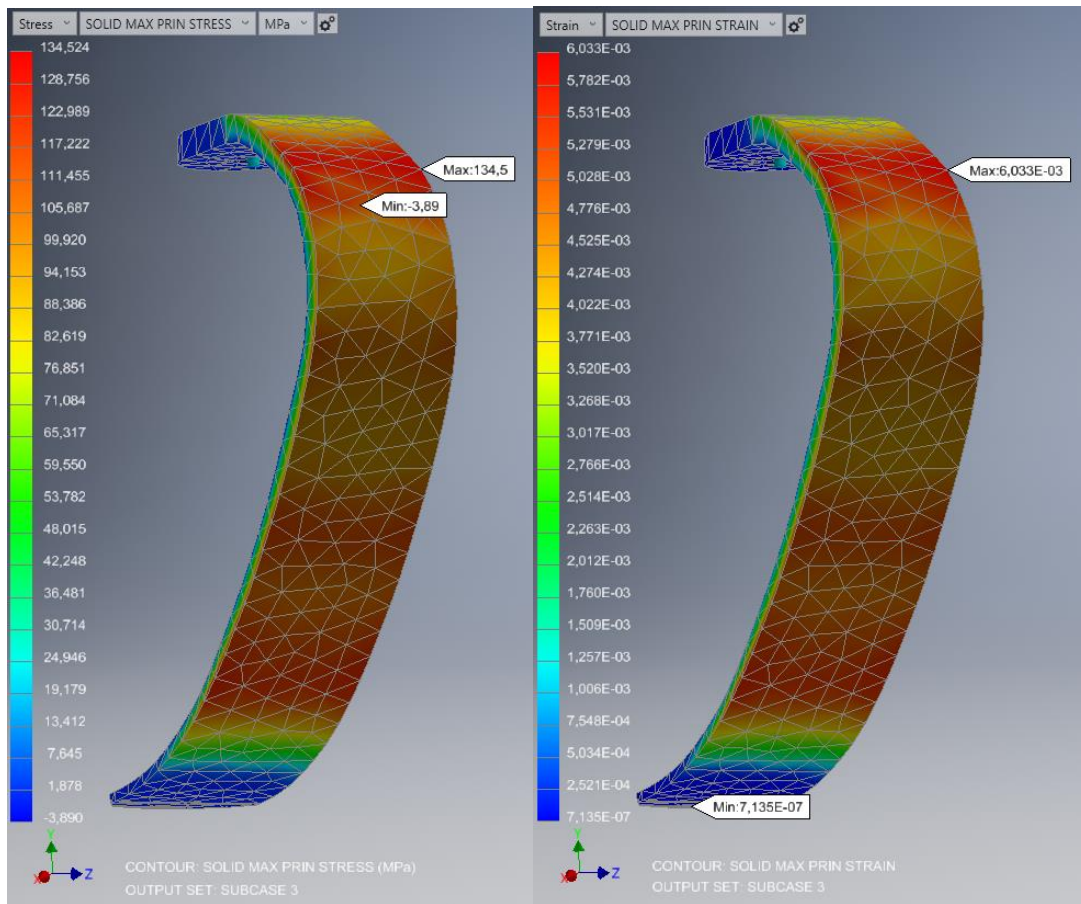 Stress SOLID MAX PRIN STRESS MPa
134,524
128,756
122,989
117,222
111,455
105,687
99,920
94,153
88,386
82,619
76,851
71,084
65,317
59,550
53,782
48,015
42,248
36,481
30,714
24,946
19,179
13,412
7,645
1,878
-3,890
Max:134,5
Min:-3,89
Y
X
Z
CONTOUR: SOLID MAX PRIN STRESS (MPa)
OUTPUT SET: SUBCASE 3
Strain SOLID MAX PRIN STRAIN
6,033E-03
5,782E-03
5,531E-03
5,279E-03
5,028E-03
4,776E-03
4,525E-03
4,274E-03
4,022E-03
3,771E-03
3,520E-03
3,268E-03
3,017E-03
2,766E-03
2,514E-03
2,263E-03
2,012E-03
1,760E-03
1,509E-03
1,257E-03
1,006E-03
7,548E-04
5,034E-04
2,521E-04
7,135E-07
Max:6,033E-03
Min:7,135E-07
Y
X
Z
CONTOUR: SOLID MAX PRIN STRAIN
OUTPUT SET: SUBCASE 3